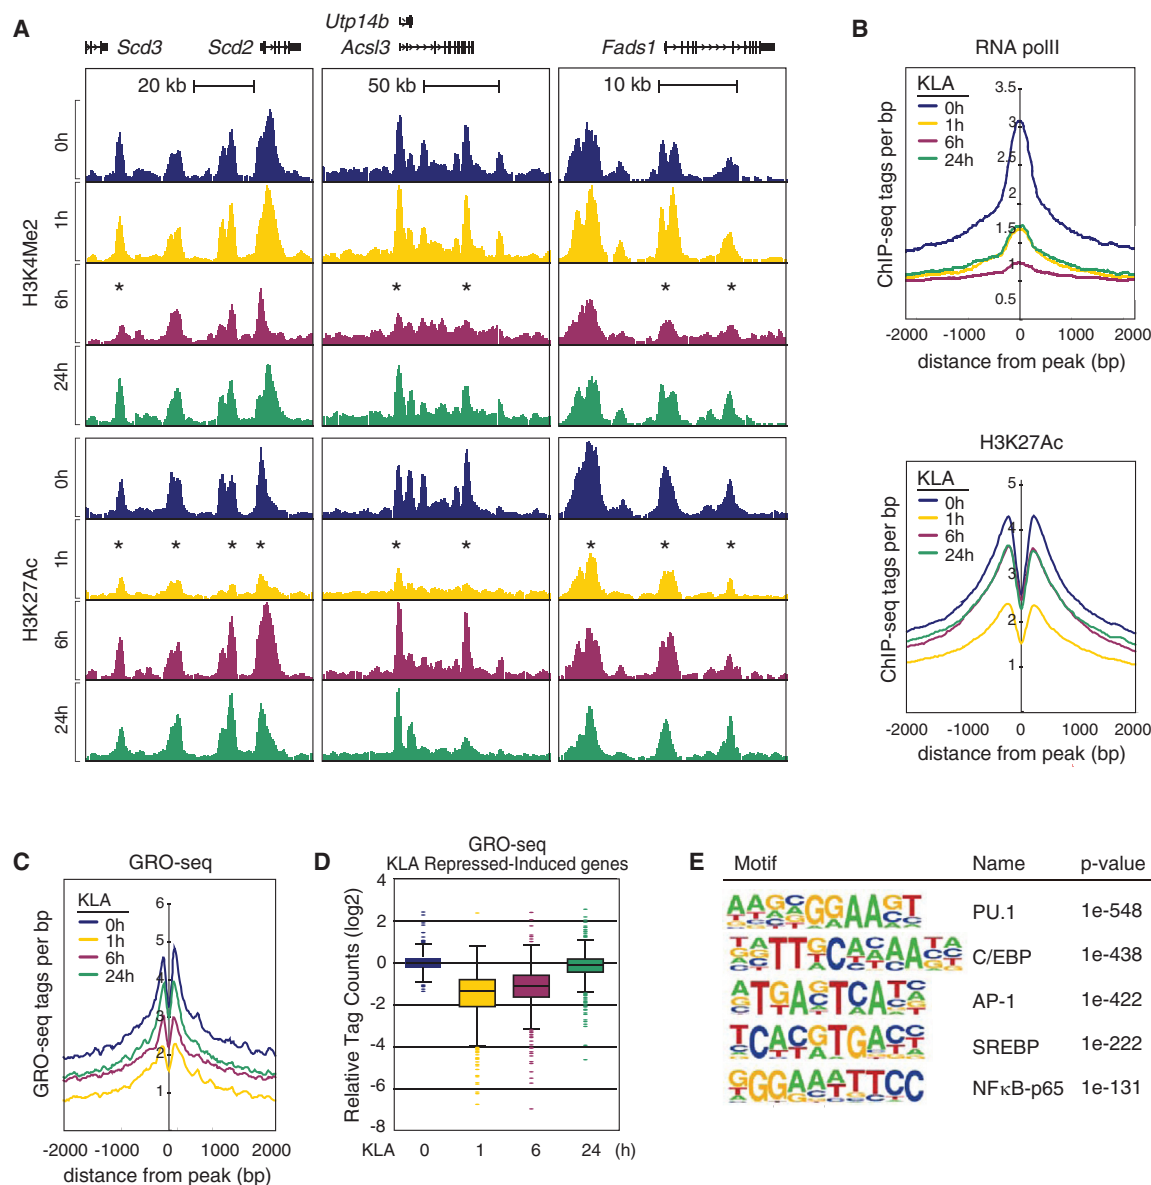 A
Utp14b
Scd3
Scd2
Acsl3
Fads1
20 kb
50 kb
10 kb
H3K4Me2
0h
1h
6h
24h
* * * * *
H3K27Ac
0h
1h
6h
24h
* * * * * * * * *
B
RNA polII
KLA
0h
1h
6h
24h
ChIP-seq tags per bp
3.5
3
2.5
2
1.5
1
0.5
-2000 -1000 0 1000 2000
distance from peak (bp)
H3K27Ac
KLA
0h
1h
6h
24h
ChIP-seq tags per bp
5
4
3
2
1
-2000 -1000 0 1000 2000
distance from peak (bp)
C
GRO-seq
KLA
0h
1h
6h
24h
GRO-seq tags per bp
6
5
4
3
2
1
-2000 -1000 0 1000 2000
distance from peak (bp)
D
GRO-seq
KLA Repressed-Induced genes
Relative Tag Counts (log2)
4
2
0
-2
-4
-6
-8
KLA 0 1 6 24 (h)
E
Motif Name p-value
PU.1 1e-548
C/EBP 1e-438
AP-1 1e-422
SREBP 1e-222
NFκB-p65 1e-131